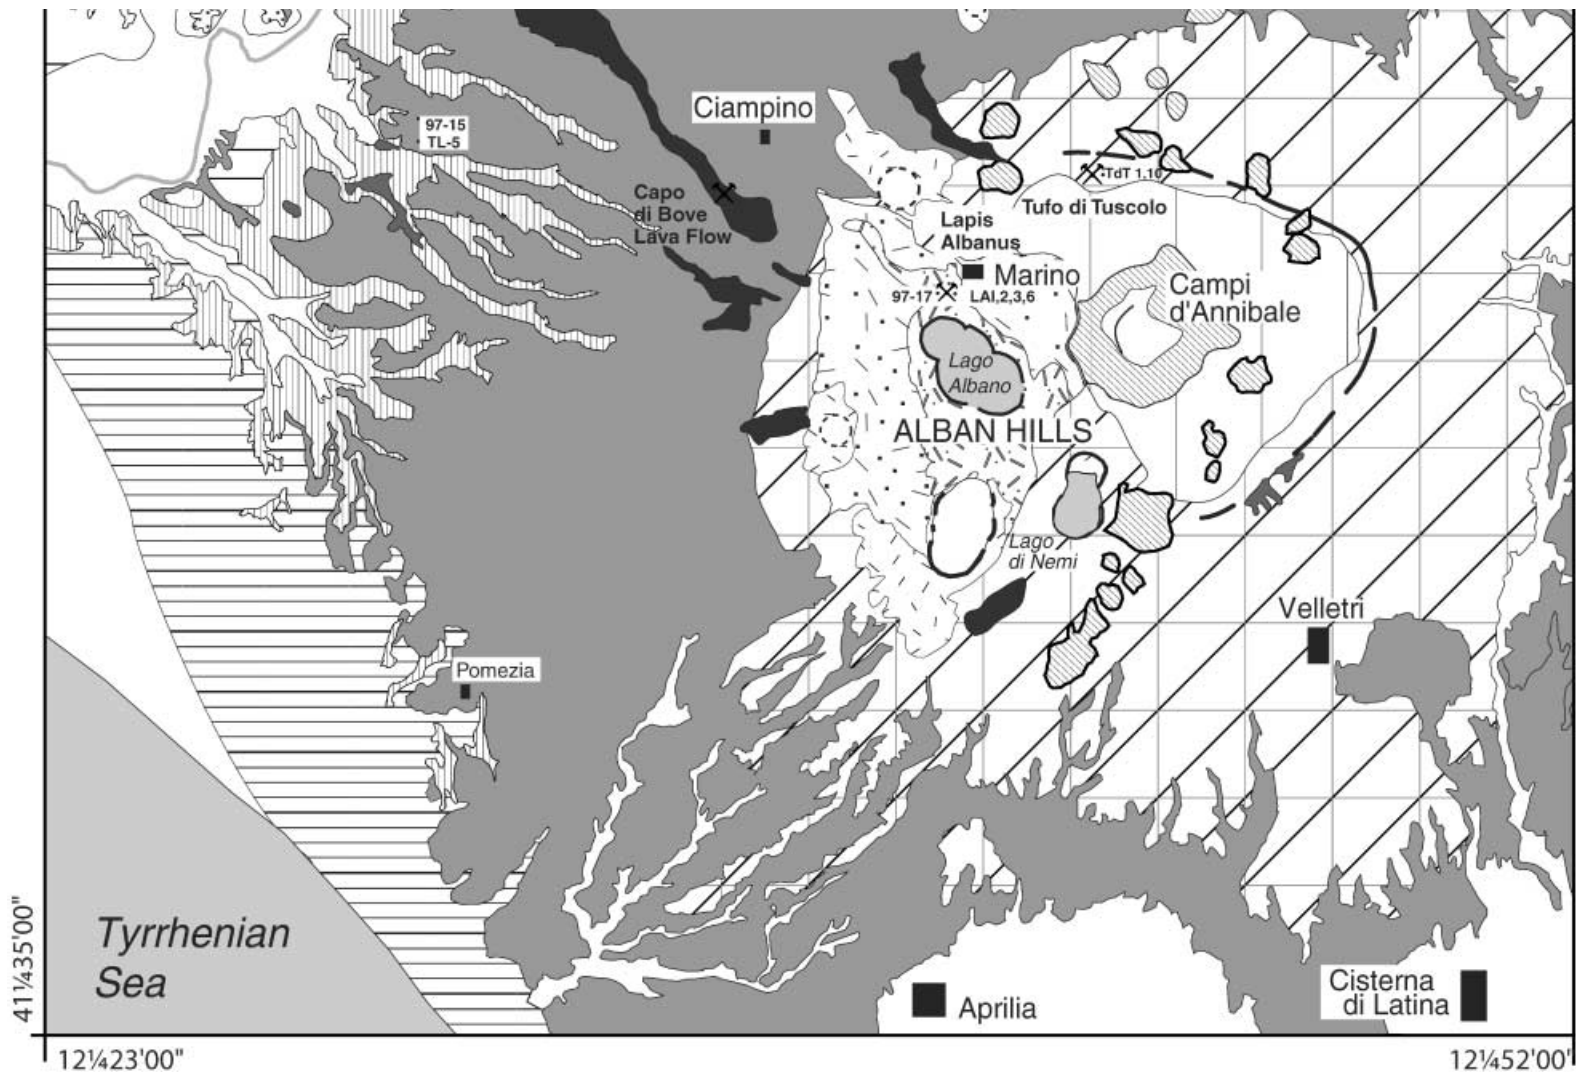 97-15
TL-5
Ciampino
Capo
di Bove
Lava Flow
TdT 1.10
Tufo di Tuscolo
Lapis
Albanus
Marino
97-17
LAI,2,3,6
Campi
d'Annibale
Lago
Albano
ALBAN HILLS
Lago
di Nemi
Velletri
Pomezia
Tyrrhenian
Sea
Aprilia
Cisterna
di Latina
41¼35'00"
12¼23'00"
12¼52'00"